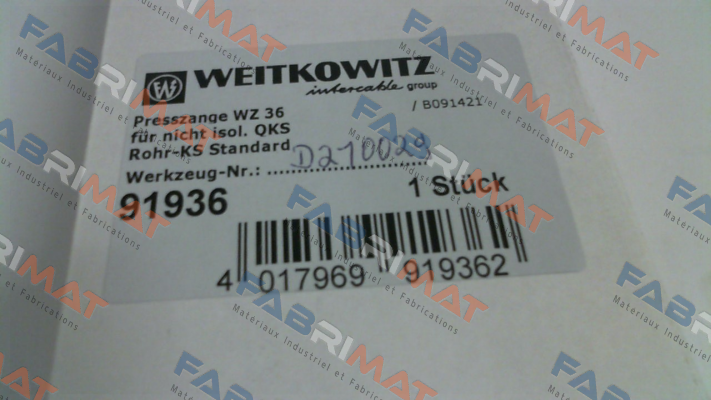 WEITKOWITZ
intercable group
Presszange WZ 36 / B091421
für nicht isol. QKS
Rohr-KS Standard
Werkzeug-Nr.: D210029
91936 1 Stück
4 017969 919362
FABRIMAT
Materiaux Industriel et Fabrications